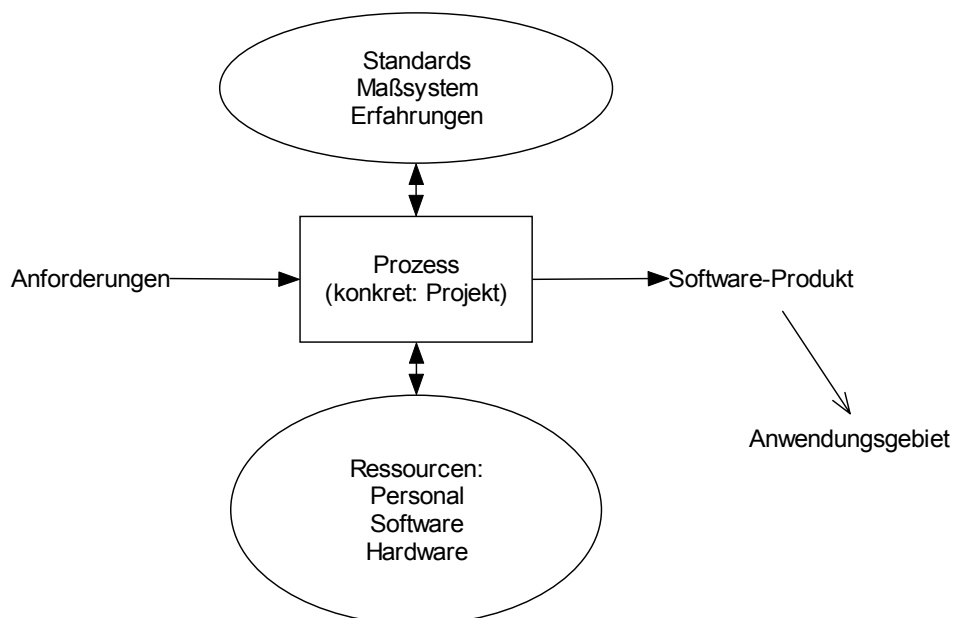 Standards
Maßsystem
Erfahrungen
Anforderungen
Prozess
(konkret: Projekt)
Software-Produkt
Anwendungsgebiet
Ressourcen:
Personal
Software
Hardware